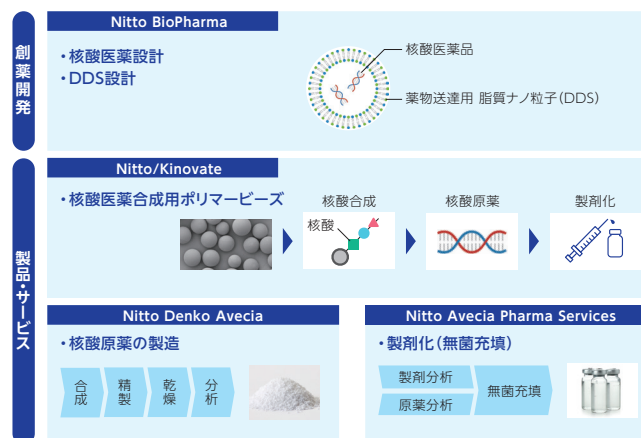 創薬開発
Nitto BioPharma
・核酸医薬設計
・DDS設計
核酸医薬品
薬物送達用 脂質ナノ粒子(DDS)
製品・サービス
Nitto/Kinovate
・核酸医薬合成用ポリマービーズ
核酸合成
核酸
核酸原薬
製剤化
Nitto Denko Avecia
・核酸原薬の製造
合成
精製
乾燥
分析
Nitto Avecia Pharma Services
・製剤化(無菌充填)
製剤分析
原薬分析
無菌充填